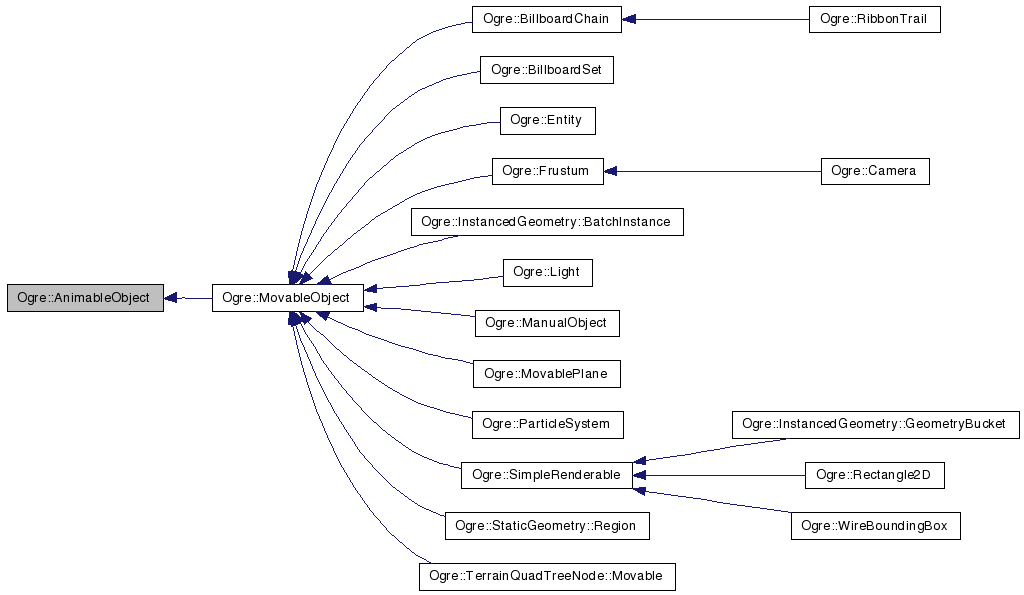 Ogre::BillboardChain
Ogre::RibbonTrail
Ogre::BillboardSet
Ogre::Entity
Ogre::Frustum
Ogre::Camera
Ogre::InstancedGeometry::BatchInstance
Ogre::Light
Ogre::AnimableObject
Ogre::MovableObject
Ogre::ManualObject
Ogre::MovablePlane
Ogre::ParticleSystem
Ogre::InstancedGeometry::GeometryBucket
Ogre::SimpleRenderable
Ogre::Rectangle2D
Ogre::StaticGeometry::Region
Ogre::WireBoundingBox
Ogre::TerrainQuadTreeNode::Movable